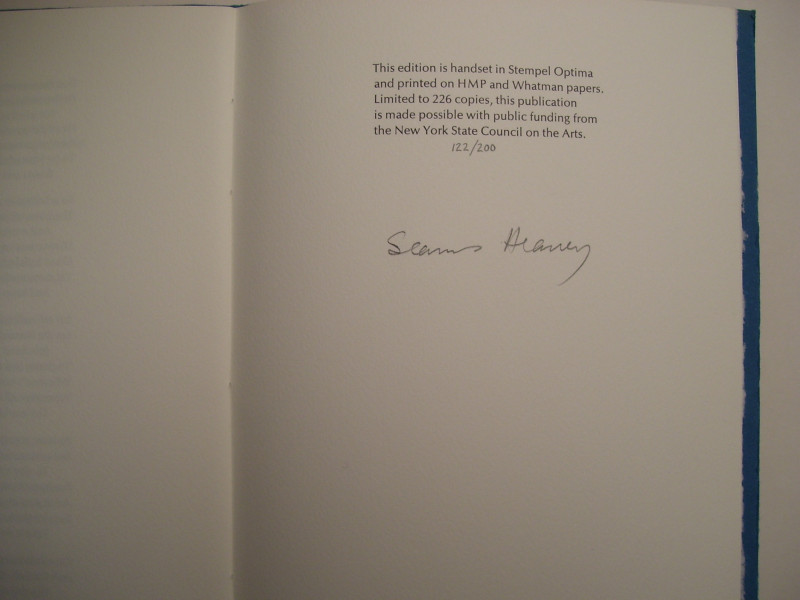 This edition is handset in Stempel Optima
and printed on HMP and Whatman papers.
Limited to 226 copies, this publication
is made possible with public funding from
the New York State Council on the Arts.
122/200
Seamus Heaney